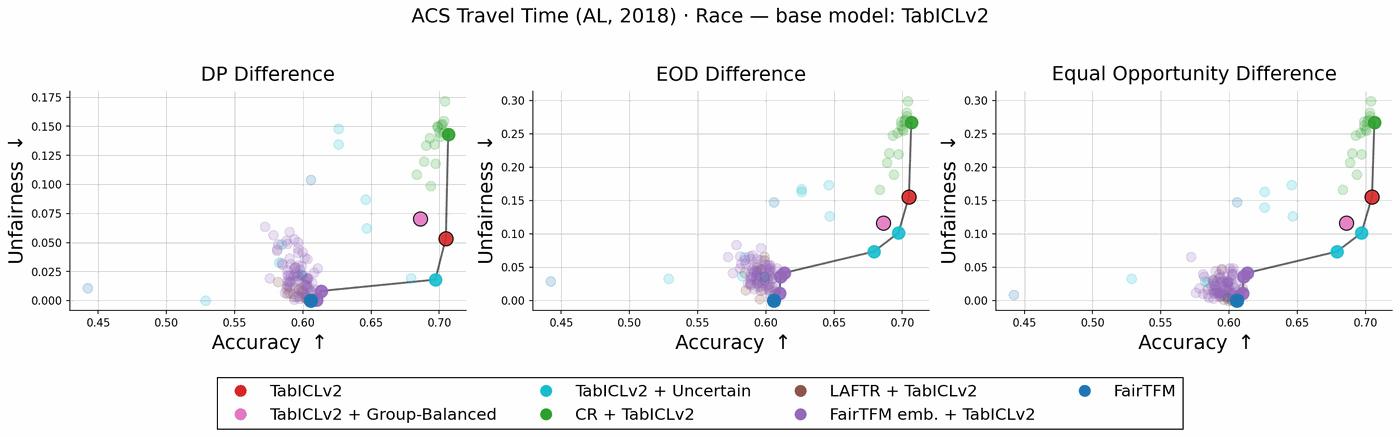 ACS Travel Time (AL, 2018) · Race — base model: TabICLv2
DP Difference
EOD Difference
Equal Opportunity Difference
Unfairness ↓
0.175
0.150
0.125
0.100
0.075
0.050
0.025
0.000
0.45
0.50
0.55
0.60
0.65
0.70
Accuracy ↑
Unfairness ↓
0.30
0.25
0.20
0.15
0.10
0.05
0.00
0.45
0.50
0.55
0.60
0.65
0.70
Accuracy ↑
Unfairness ↓
0.30
0.25
0.20
0.15
0.10
0.05
0.00
0.45
0.50
0.55
0.60
0.65
0.70
Accuracy ↑
TabICLv2
TabICLv2 + Group-Balanced
TabICLv2 + Uncertain
CR + TabICLv2
LAFTR + TabICLv2
FairTFM emb. + TabICLv2
FairTFM